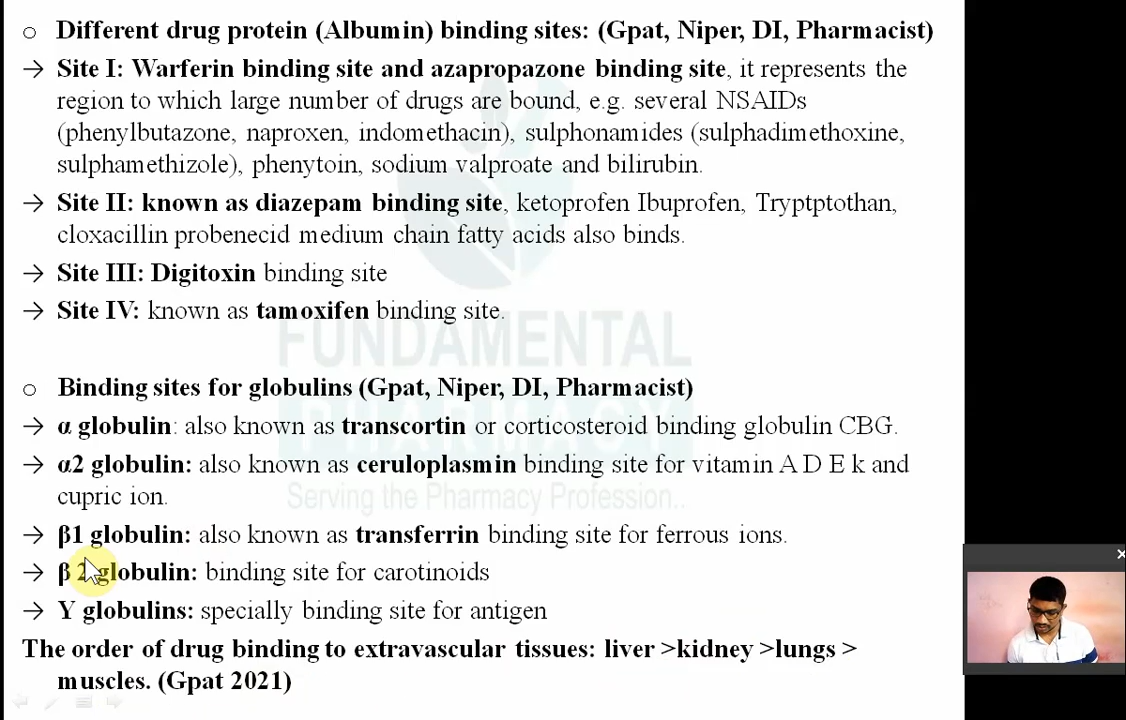 ○ Different drug protein (Albumin) binding sites: (Gpat, Niper, DI, Pharmacist)
→ Site I: Warferin binding site and azapropazone binding site, it represents the
region to which large number of drugs are bound, e.g. several NSAIDs
(phenylbutazone, naproxen, indomethacin), sulphonamides (sulphadimethoxine,
sulphamethizole), phenytoin, sodium valproate and bilirubin.
→ Site II: known as diazepam binding site, ketoprofen Ibuprofen, Tryptptothan,
cloxacillin probenecid medium chain fatty acids also binds.
→ Site III: Digitoxin binding site
→ Site IV: known as tamoxifen binding site.
FUNDAMENTAL
○ Binding sites for globulins (Gpat, Niper, DI, Pharmacist)
→ α globulin: also known as transcortin or corticosteroid binding globulin CBG.
PHARMACY
→ α2 globulin: also known as ceruloplasmin binding site for vitamin A D E k and
cupric ion.
Serving the Pharmacy Profession..
→ β1 globulin: also known as transferrin binding site for ferrous ions.
→ β 2 globulin: binding site for carotinoids
→ Y globulins: specially binding site for antigen
The order of drug binding to extravascular tissues: liver >kidney >lungs >
muscles. (Gpat 2021)